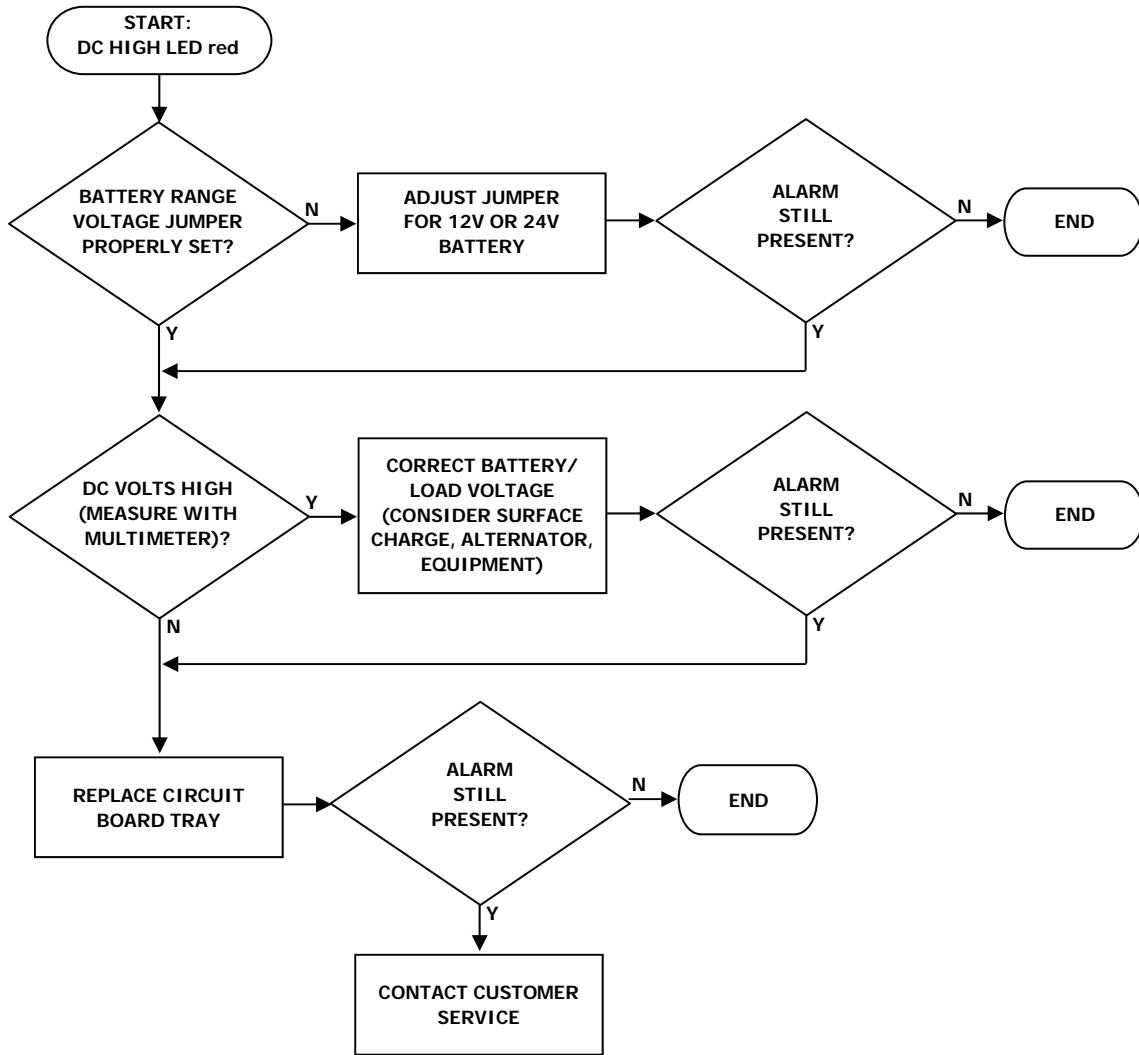 START:
DC HIGH LED red
BATTERY RANGE
VOLTAGE JUMPER
PROPERLY SET?
N
ADJUST JUMPER
FOR 12V OR 24V
BATTERY
ALARM
STILL
PRESENT?
N
END
Y
Y
DC VOLTS HIGH
(MEASURE WITH
MULTIMETER)?
Y
CORRECT BATTERY/
LOAD VOLTAGE
(CONSIDER SURFACE
CHARGE, ALTERNATOR,
EQUIPMENT)
ALARM
STILL
PRESENT?
N
END
N
Y
REPLACE CIRCUIT
BOARD TRAY
ALARM
STILL
PRESENT?
N
END
Y
CONTACT CUSTOMER
SERVICE